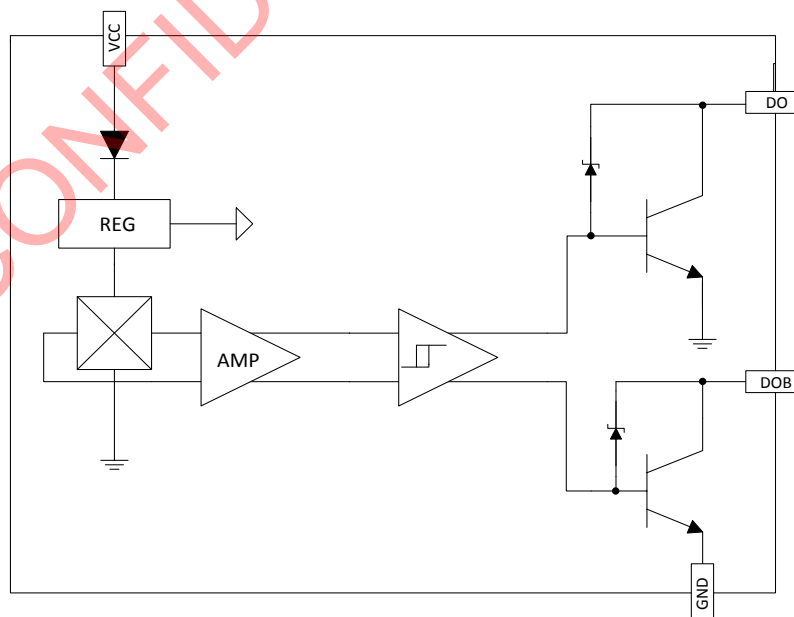 CONFID
VCC
DO
REG
AMP
DOB
GND